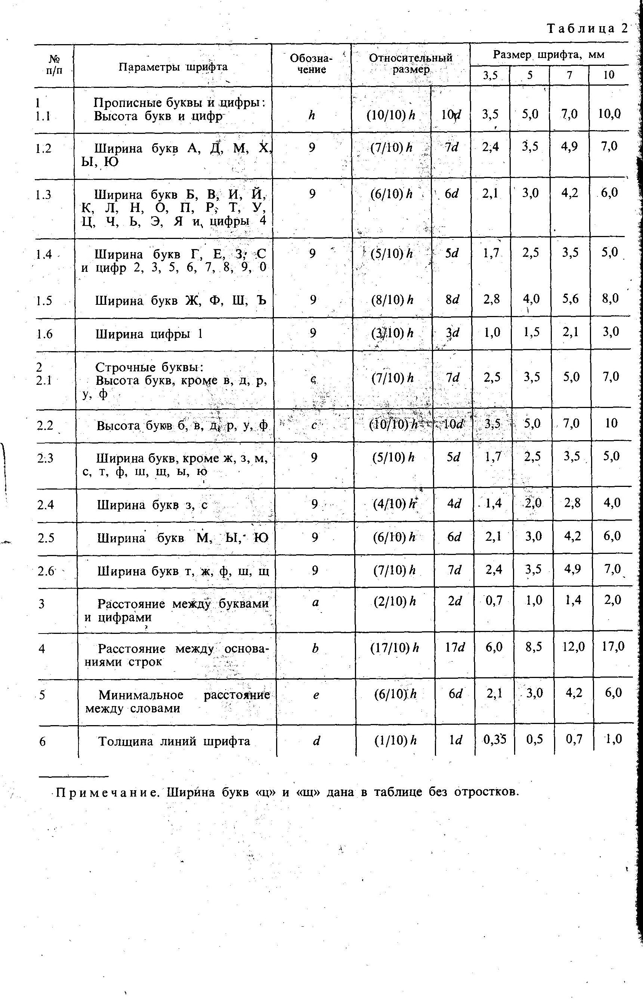 Таблица 2
№ п/п Параметры шрифта Обозна-чение Относительный размер Размер шрифта, мм
3,5 5 7 10
1 Прописные буквы и цифры:
1.1 Высота букв и цифр h (10/10) h 10d 3,5 5,0 7,0 10,0
1.2 Ширина букв А, Д, М, Х, 9 (7/10) h 7d 2,4 3,5 4,9 7,0
Ы, Ю
1.3 Ширина букв Б, В, И, Й, 9 (6/10) h 6d 2,1 3,0 4,2 6,0
К, Л, Н, О, П, Р, Т, У,
Ц, Ч, Ь, Э, Я и цифры 4
1.4 Ширина букв Г, Е, З, С 9 (5/10) h 5d 1,7 2,5 3,5 5,0
и цифр 2, 3, 5, 6, 7, 8, 9, 0
1.5 Ширина букв Ж, Ф, Ш, Ъ 9 (8/10) h 8d 2,8 4,0 5,6 8,0
1.6 Ширина цифры 1 9 (3/10) h 3d 1,0 1,5 2,1 3,0
2 Строчные буквы:
2.1 Высота букв, кроме в, д, р, c (7/10) h 7d 2,5 3,5 5,0 7,0
у, ф
2.2 Высота букв б, в, д, р, у, ф c (10/10) h 10d 3,5 5,0 7,0 10
2.3 Ширина букв, кроме ж, з, м, 9 (5/10) h 5d 1,7 2,5 3,5 5,0
с, т, ф, ш, щ, ы, ю
2.4 Ширина букв з, с 9 (4/10) h 4d 1,4 2,0 2,8 4,0
2.5 Ширина букв М, Ы, Ю 9 (6/10) h 6d 2,1 3,0 4,2 6,0
2.6 Ширина букв т, ж, ф, ш, щ 9 (7/10) h 7d 2,4 3,5 4,9 7,0
3 Расстояние между буквами a (2/10) h 2d 0,7 1,0 1,4 2,0
и цифрами
4 Расстояние между основа- b (17/10) h 17d 6,0 8,5 12,0 17,0
ниями строк
5 Минимальное расстояние e (6/10) h 6d 2,1 3,0 4,2 6,0
между словами
6 Толщина линий шрифта d (1/10) h 1d 0,35 0,5 0,7 1,0
Примечание. Ширина букв «ц» и «щ» дана в таблице без отростков.